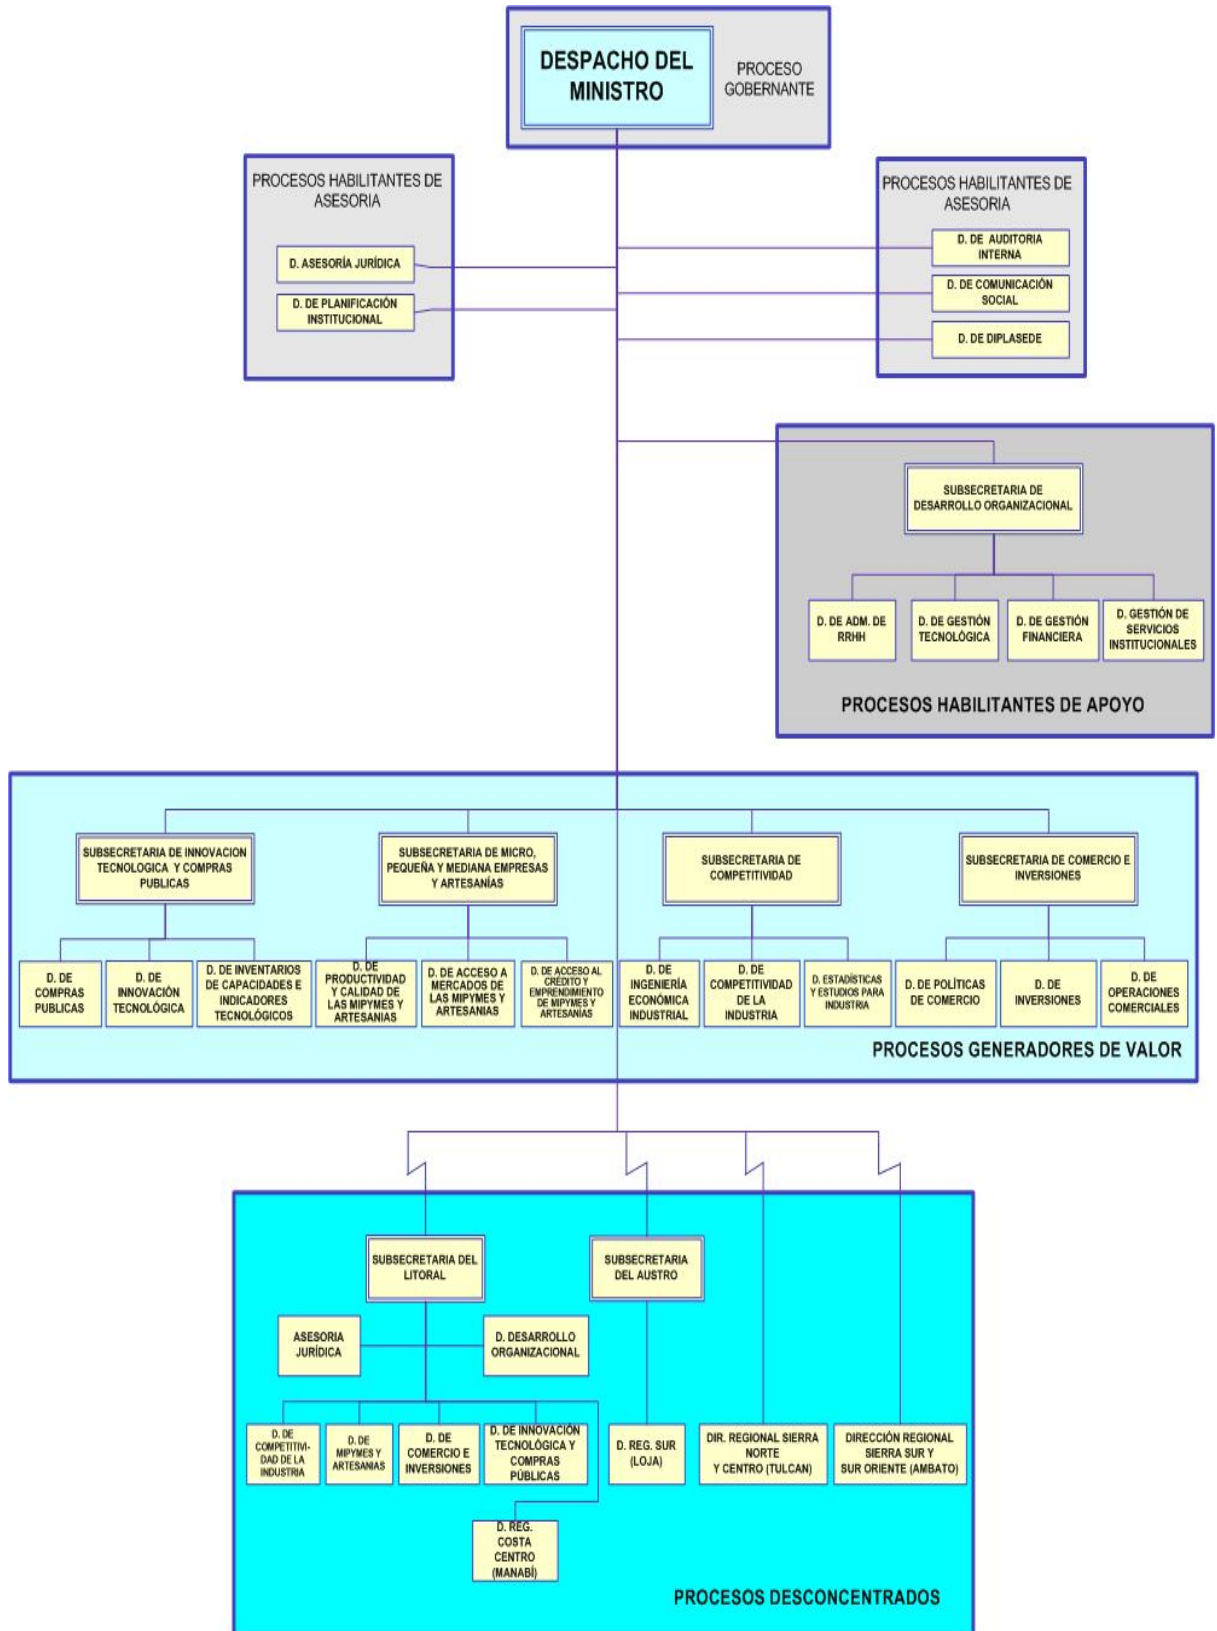 DESPACHO DEL
MINISTRO
PROCESO
GOBERNANTE
PROCESOS HABILITANTES DE
ASESORIA
D. ASESORÍA JURÍDICA
D. DE PLANIFICACIÓN
INSTITUCIONAL
PROCESOS HABILITANTES DE
ASESORIA
D. DE AUDITORIA
INTERNA
D. DE COMUNICACIÓN
SOCIAL
D. DE DIPLASEDE
SUBSECRETARIA DE
DESARROLLO ORGANIZACIONAL
D. DE ADM. DE
RRHH
D. DE GESTIÓN
TECNOLÓGICA
D. DE GESTIÓN
FINANCIERA
D. GESTIÓN DE
SERVICIOS
INSTITUCIONALES
PROCESOS HABILITANTES DE APOYO
SUBSECRETARIA DE INNOVACION
TECNOLOGICA Y COMPRAS
PUBLICAS
SUBSECRETARIA DE MICRO,
PEQUEÑA Y MEDIANA EMPRESAS
Y ARTESANÍAS
SUBSECRETARIA DE
COMPETITIVIDAD
SUBSECRETARIA DE COMERCIO E
INVERSIONES
D. DE
COMPRAS
PUBLICAS
D. DE
INNOVACIÓN
TECNOLÓGICA
D. DE INVENTARIOS
DE CAPACIDADES E
INDICADORES
TECNOLÓGICOS
D. DE
PRODUCTIVIDAD
Y CALIDAD DE
LAS MIPYMES Y
ARTESANIAS
D. DE ACCESO A
MERCADOS DE
LAS MIPYMES Y
ARTESANIAS
D. DE ACCESO AL
CRÉDITO Y
EMPRENDIMIENTO
DE MIPYMES Y
ARTESANÍAS
D. DE
INGENIERÍA
ECONÓMICA
INDUSTRIAL
D. DE
COMPETITIVIDAD
DE LA
INDUSTRIA
D. ESTADÍSTICAS
Y ESTUDIOS PARA
INDUSTRIA
D. DE POLÍTICAS
DE COMERCIO
D. DE
INVERSIONES
D. DE
OPERACIONES
COMERCIALES
PROCESOS GENERADORES DE VALOR
SUBSECRETARIA DEL
LITORAL
SUBSECRETARIA
DEL AUSTRO
ASESORIA
JURÍDICA
D. DESARROLLO
ORGANIZACIONAL
D. DE
COMPETITIVI-
DAD DE LA
INDUSTRIA
D. DE
MIPYMES Y
ARTESANIAS
D. DE
COMERCIO E
INVERSIONES
D. DE INNOVACIÓN
TECNOLÓGICA Y
COMPRAS
PÚBLICAS
D. REG. SUR
(LOJA)
DIR. REGIONAL SIERRA
NORTE
Y CENTRO (TULCAN)
DIRECCIÓN REGIONAL
SIERRA SUR Y
SUR ORIENTE (AMBATO)
D. REG.
COSTA
CENTRO
(MANABÍ)
PROCESOS DESCONCENTRADOS